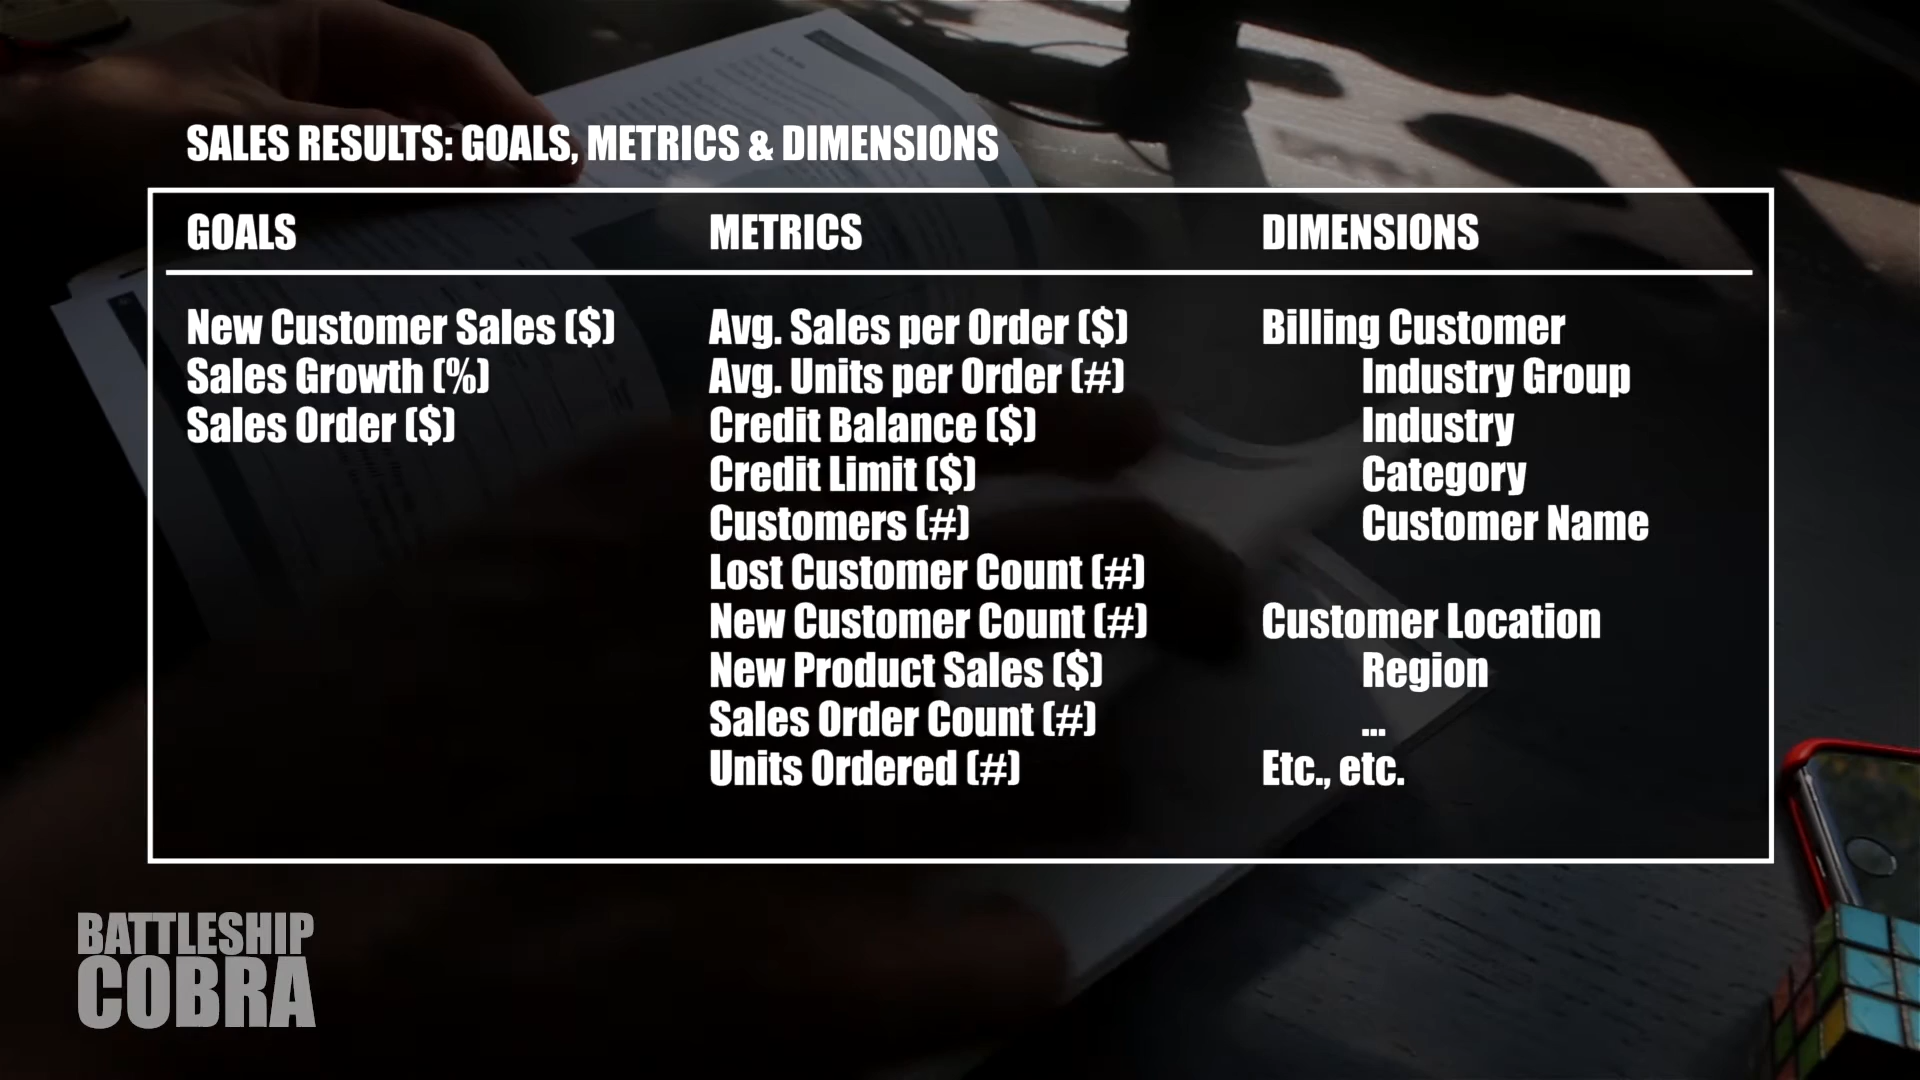 SALES RESULTS: GOALS, METRICS & DIMENSIONS
GOALS
New Customer Sales ($)
Sales Growth (%)
Sales Order ($)
METRICS
Avg. Sales per Order ($)
Avg. Units per Order (#)
Credit Balance ($)
Credit Limit ($)
Customers (#)
Lost Customer Count (#)
New Customer Count (#)
New Product Sales ($)
Sales Order Count (#)
Units Ordered (#)
DIMENSIONS
Billing Customer
Industry Group
Industry
Category
Customer Name
Customer Location
Region
...
Etc., etc.
BATTLESHIP
COBRA